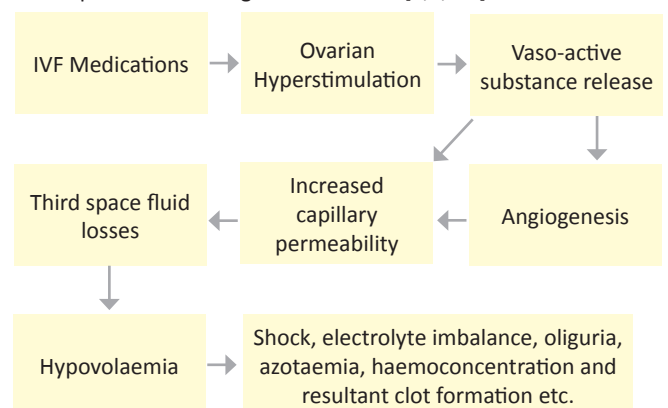 IVF Medications
Ovarian
Hyperstimulation
Vaso-active
substance release
Third space fluid
losses
Increased
capillary
permeability
Angiogenesis
Hypovolaemia
Shock, electrolyte imbalance, oliguria,
azotaemia, haemoconcentration and
resultant clot formation etc.